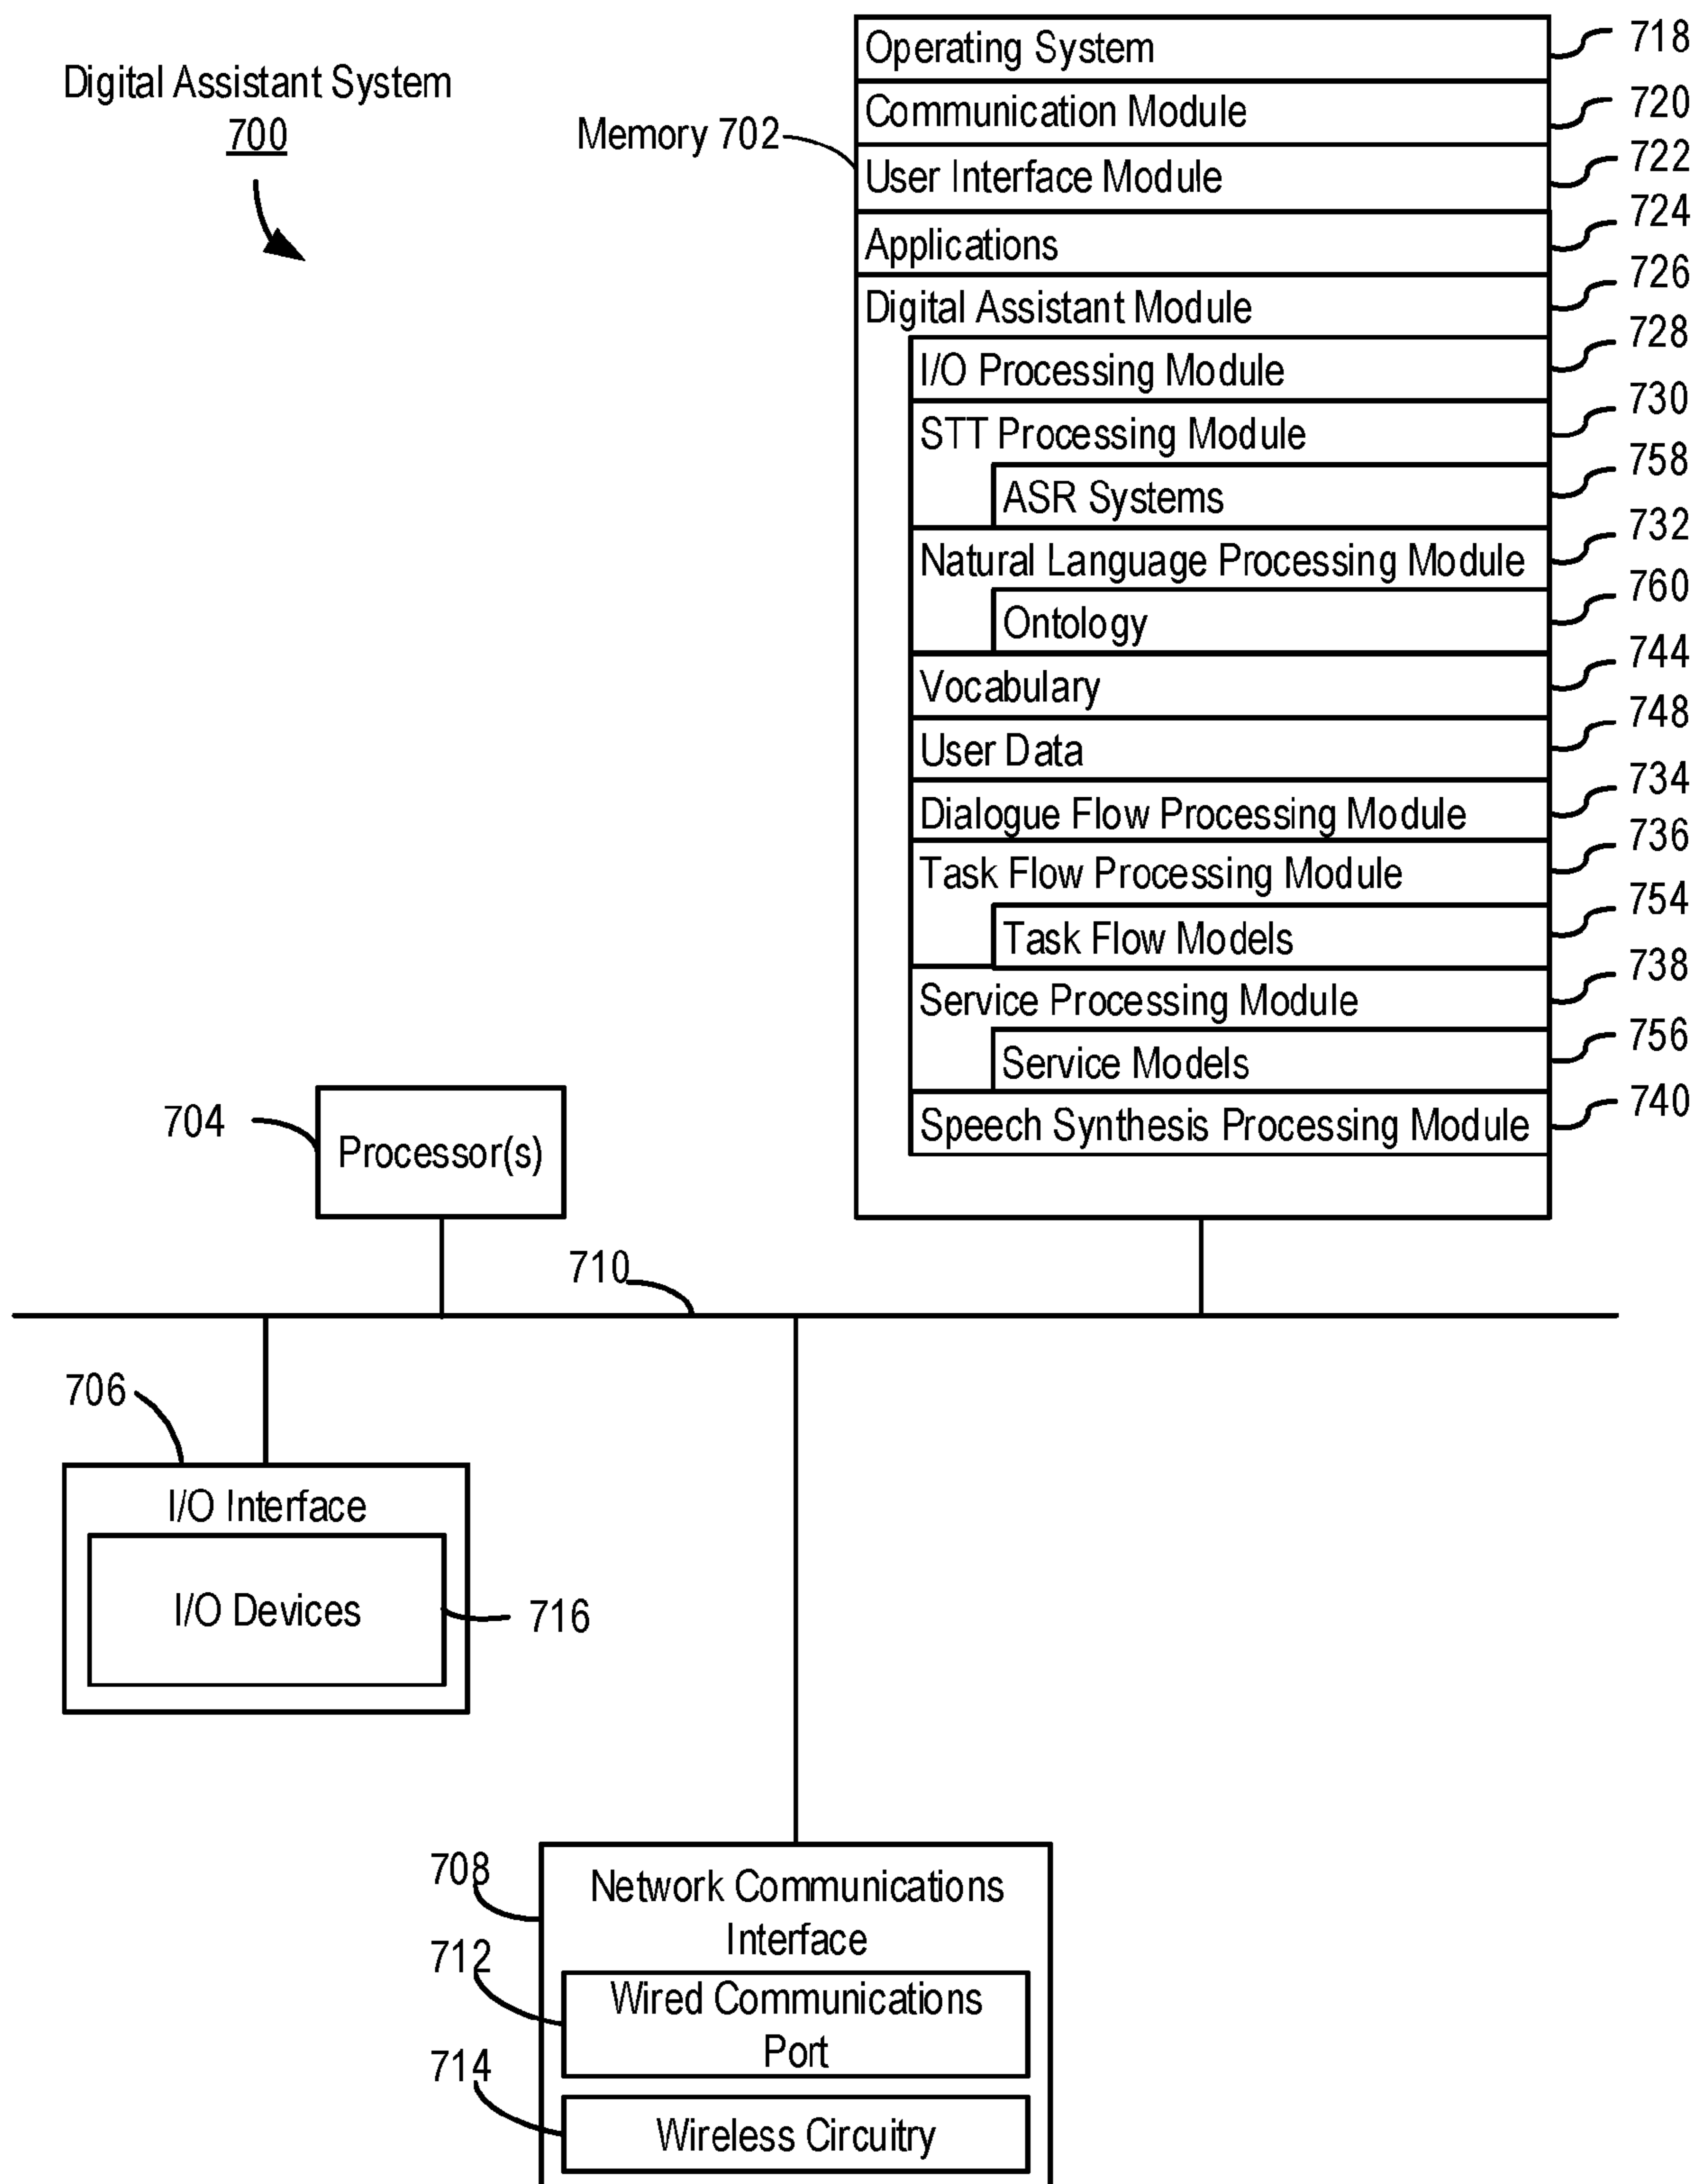 Digital Assistant System
700
Memory 702
Operating System 718
Communication Module 720
User Interface Module 722
Applications 724
Digital Assistant Module 726
I/O Processing Module 728
STT Processing Module 730
ASR Systems 758
Natural Language Processing Module 732
Ontology 760
Vocabulary 744
User Data 748
Dialogue Flow Processing Module 734
Task Flow Processing Module 736
Task Flow Models 754
Service Processing Module 738
Service Models 756
Speech Synthesis Processing Module 740
704
Processor(s)
710
706
I/O Interface
I/O Devices
716
708
Network Communications
Interface
712
Wired Communications
Port
714
Wireless Circuitry